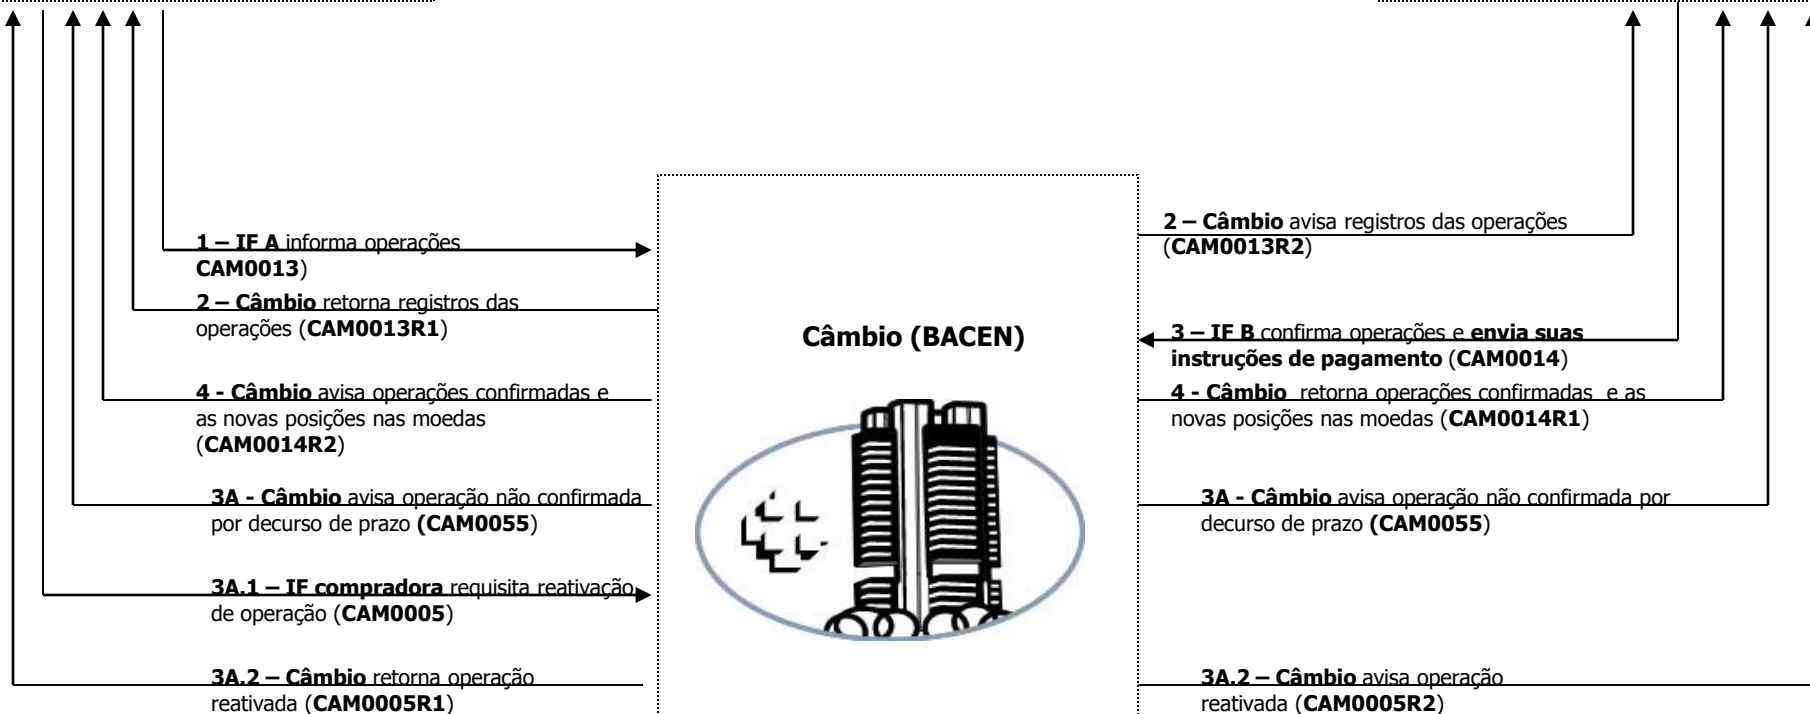 1 – IF A informa operações
CAM0013)
2 – Câmbio retorna registros das
operações (CAM0013R1)
4 - Câmbio avisa operações confirmadas e
as novas posições nas moedas
(CAM0014R2)
3A - Câmbio avisa operação não confirmada
por decurso de prazo (CAM0055)
3A.1 – IF compradora requisita reativação
de operação (CAM0005)
3A.2 – Câmbio retorna operação
reativada (CAM0005R1)
Câmbio (BACEN)
2 – Câmbio avisa registros das operações
(CAM0013R2)
3 – IF B confirma operações e envia suas
instruções de pagamento (CAM0014)
4 - Câmbio retorna operações confirmadas e as
novas posições nas moedas (CAM0014R1)
3A - Câmbio avisa operação não confirmada por
decurso de prazo (CAM0055)
3A.2 – Câmbio avisa operação
reativada (CAM0005R2)